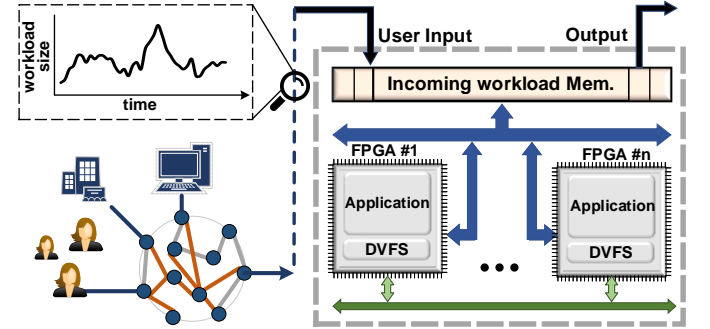 workload
size
time
User Input
Output
Incoming workload Mem.
FPGA #1
FPGA #n
Application
DVFS
Application
DVFS